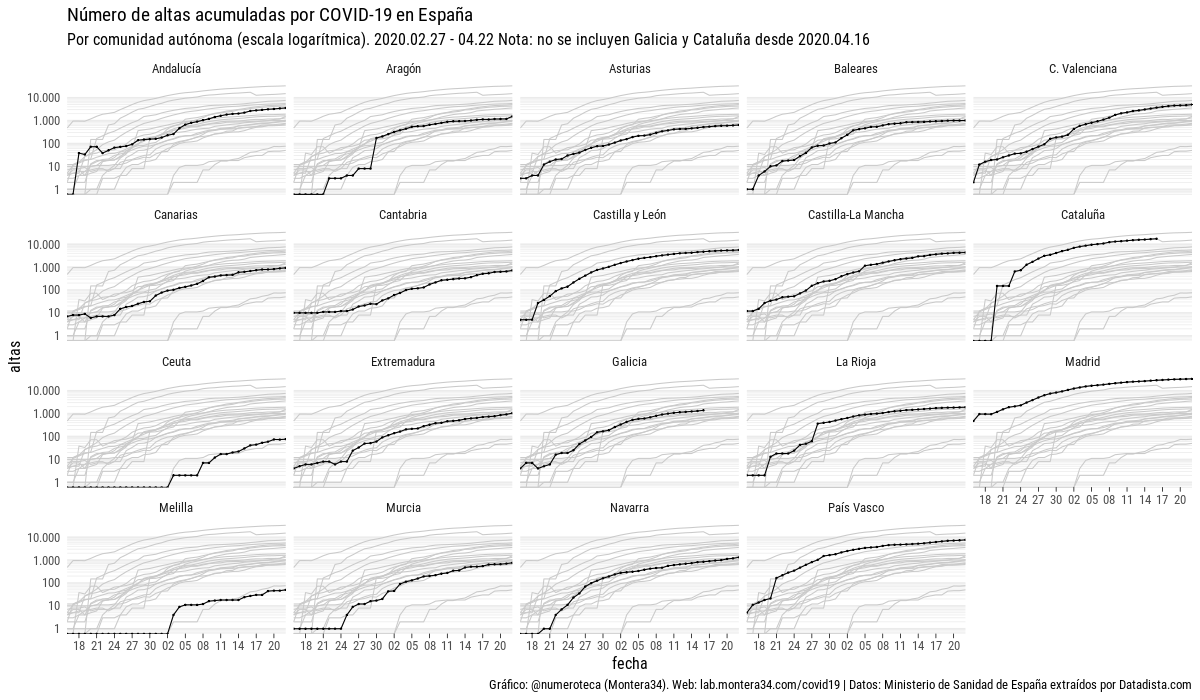 Número de altas acumuladas por COVID-19 en España
Por comunidad autónoma (escala logarítmica). 2020.02.27 - 04.22 Nota: no se incluyen Galicia y Cataluña desde 2020.04.16
Andalucía Aragón Asturias Baleares C. Valenciana
10.000
1.000
100
10
1
Canarias Cantabria Castilla y León Castilla-La Mancha Cataluña
10.000
1.000
100
10
1
altas
Ceuta Extremadura Galicia La Rioja Madrid
10.000
1.000
100
10
1
18 21 24 27 30 02 05 08 11 14 17 20
Melilla Murcia Navarra País Vasco
10.000
1.000
100
10
1
18 21 24 27 30 02 05 08 11 14 17 20 18 21 24 27 30 02 05 08 11 14 17 20 18 21 24 27 30 02 05 08 11 14 17 20 18 21 24 27 30 02 05 08 11 14 17 20
fecha
Gráfico: @numeroteca (Montera34). Web: lab.montera34.com/covid19 | Datos: Ministerio de Sanidad de España extraídos por Datadista.com